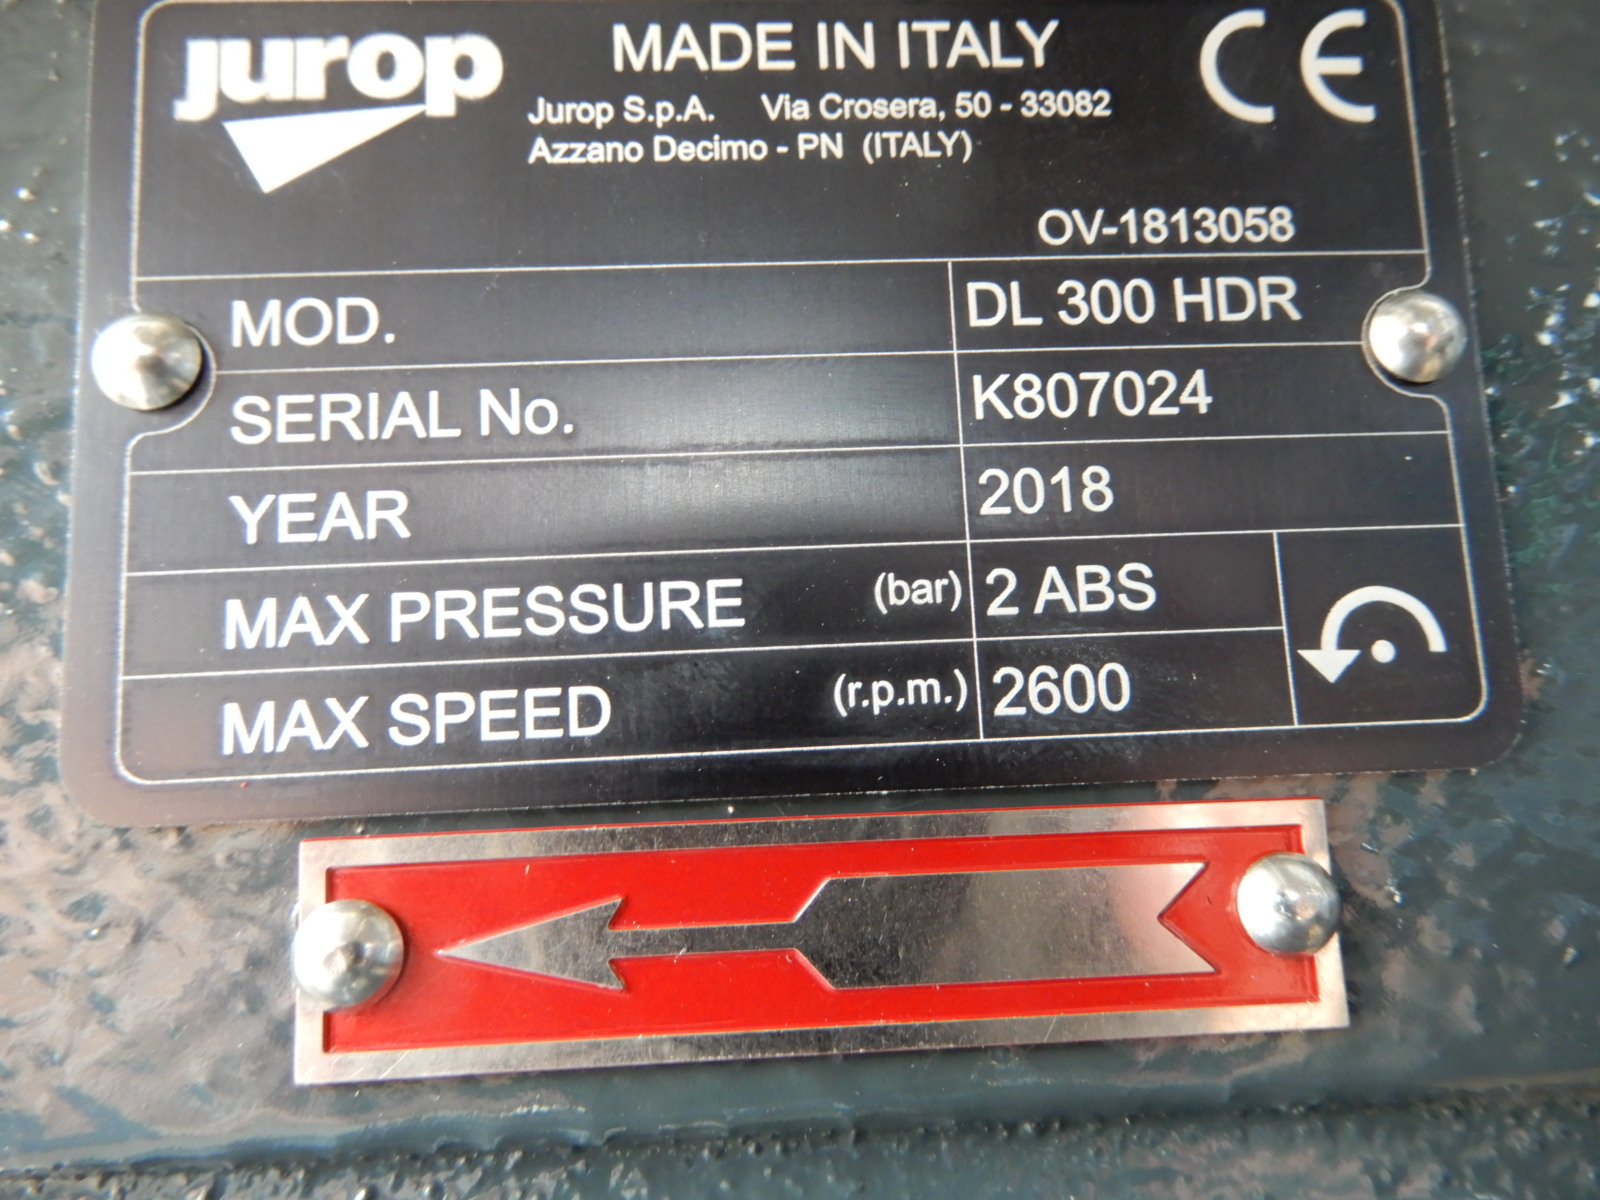 jurop
MADE IN ITALY
CE
Jurop S.p.A. Via Crosera, 50 - 33082
Azzano Decimo - PN (ITALY)
OV-1813058
MOD. DL 300 HDR
SERIAL No. K807024
YEAR 2018
MAX PRESSURE (bar) 2 ABS
MAX SPEED (r.p.m.) 2600